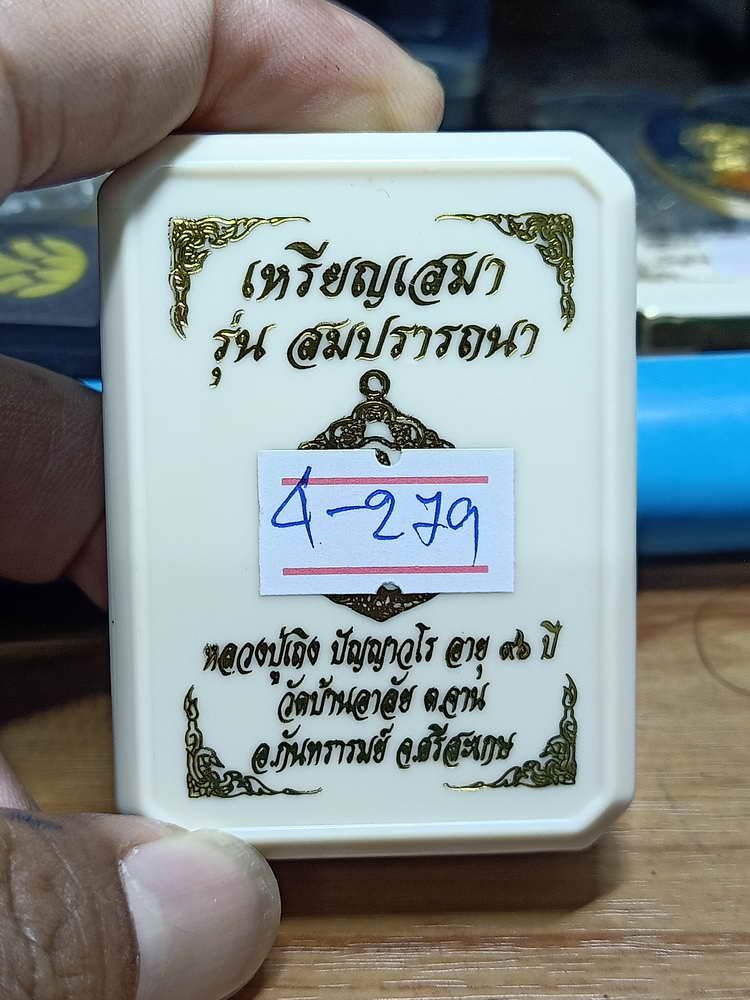 เหรียญเสมา
รุ่น สมปรารถนา
4-279
หลวงปู่เถิง ปัญญาวโร อายุ ๙๖ ปี
วัดบ้านอาลัย ต.จาน
อ.กันทรารมย์ จ.ศรีสะเกษ